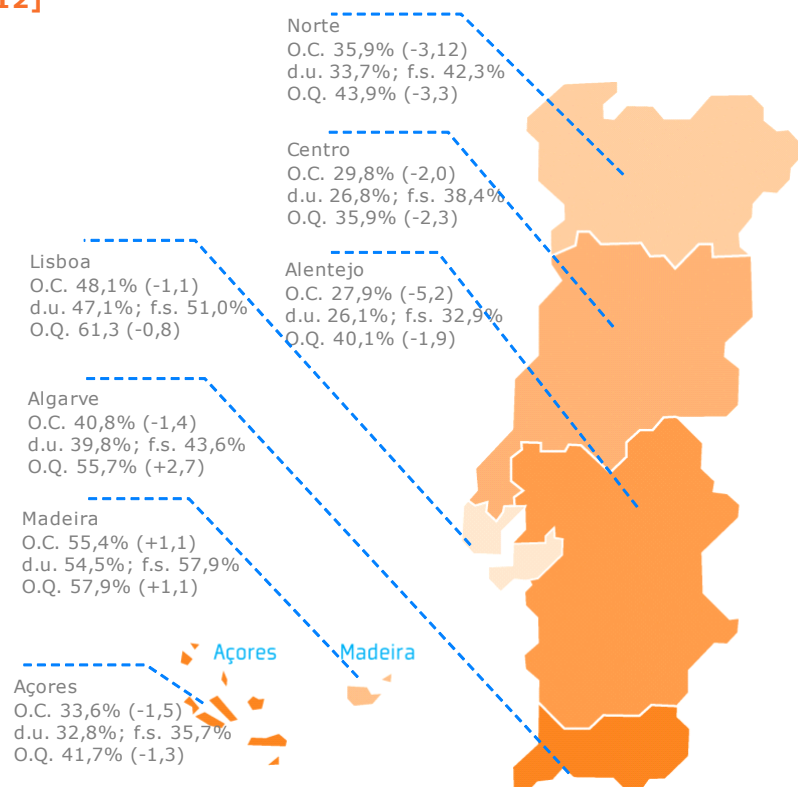 12]
Norte
O.C. 35,9% (-3,12)
d.u. 33,7%; f.s. 42,3%
O.Q. 43,9% (-3,3)
Centro
O.C. 29,8% (-2,0)
d.u. 26,8%; f.s. 38,4%
O.Q. 35,9% (-2,3)
Lisboa
O.C. 48,1% (-1,1)
d.u. 47,1%; f.s. 51,0%
O.Q. 61,3 (-0,8)
Alentejo
O.C. 27,9% (-5,2)
d.u. 26,1%; f.s. 32,9%
O.Q. 40,1% (-1,9)
Algarve
O.C. 40,8% (-1,4)
d.u. 39,8%; f.s. 43,6%
O.Q. 55,7% (+2,7)
Madeira
O.C. 55,4% (+1,1)
d.u. 54,5%; f.s. 57,9%
O.Q. 57,9% (+1,1)
Açores
Madeira
Açores
O.C. 33,6% (-1,5)
d.u. 32,8%; f.s. 35,7%
O.Q. 41,7% (-1,3)